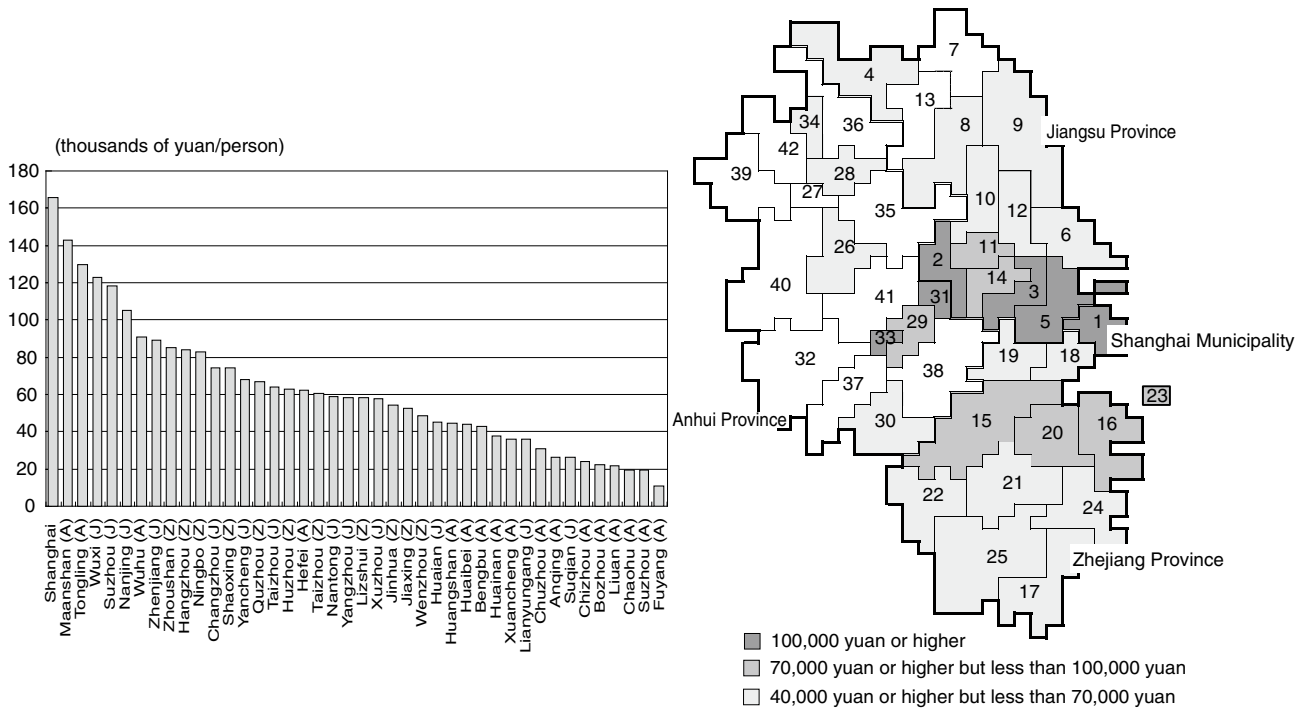 (thousands of yuan/person)
180
160
140
120
100
80
60
40
20
0
Shanghai
Maanshan (A)
Tongling (A)
Wuxi (J)
Suzhou (J)
Nanjing (J)
Wuhu (A)
Zhenjiang (J)
Zhoushan (Z)
Hangzhou (Z)
Ningbo (Z)
Changzhou (J)
Shaoxing (Z)
Yancheng (J)
Quzhou (Z)
Taizhou (J)
Huzhou (Z)
Hefei (A)
Taizhou (Z)
Nantong (J)
Yangzhou (J)
Lizshui (Z)
Xuzhou (J)
Jinhua (Z)
Jiaxing (Z)
Wenzhou (Z)
Huaian (J)
Huangshan (A)
Huaibei (A)
Bengbu (A)
Huainan (A)
Xuancheng (A)
Lianyungang (J)
Chuzhou (A)
Anqing (A)
Suqian (J)
Chizhou (A)
Bozhou (A)
Liuan (A)
Chaohu (A)
Suzhou (A)
Fuyang (A)
7
4
13
34
36
8
9
Jiangsu Province
42
39
28
27
10
35
12
6
26
11
2
14
40
41
31
3
29
5
1
33
Shanghai Municipality
32
19
18
38
37
23
Anhui Province
30
15
16
20
21
22
24
25
Zhejiang Province
17
100,000 yuan or higher
70,000 yuan or higher but less than 100,000 yuan
40,000 yuan or higher but less than 70,000 yuan